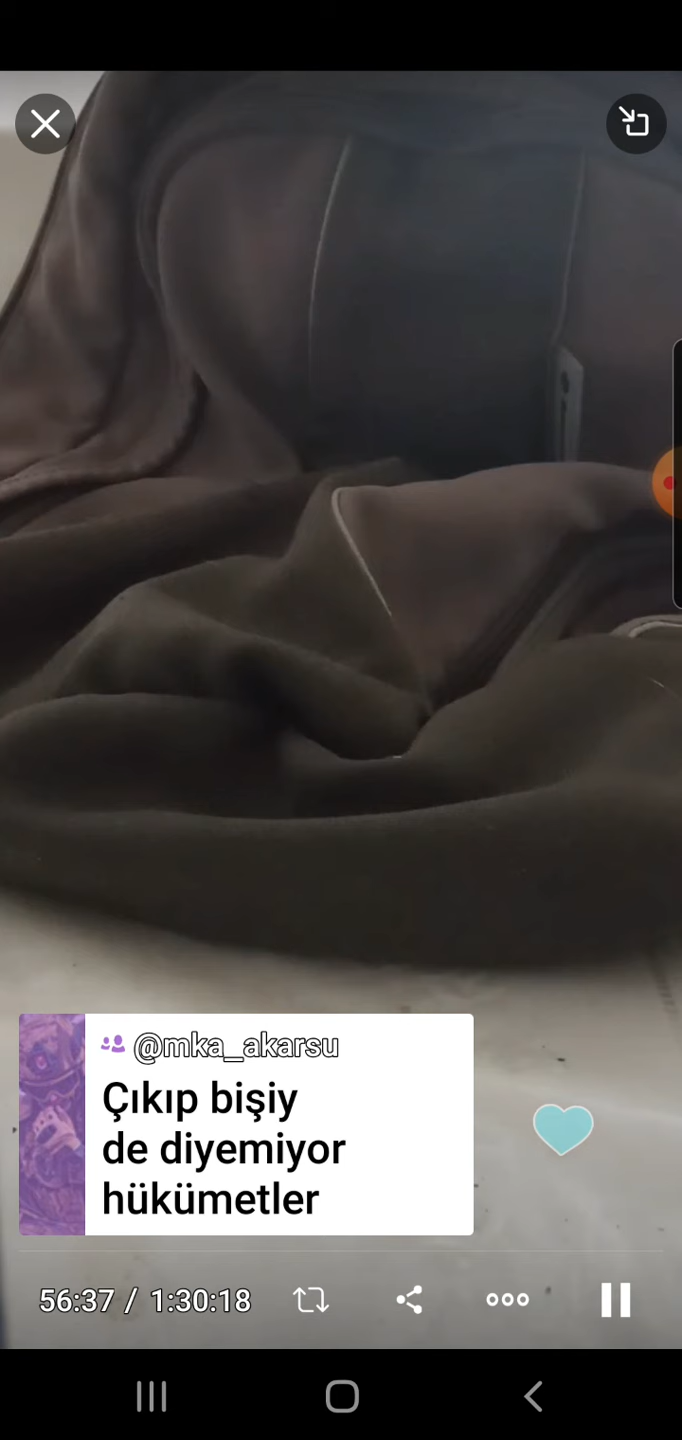 @mka_akarsu
Çıkıp bişiy
de diyemiyor
hükümetler
56:37 / 1:30:18